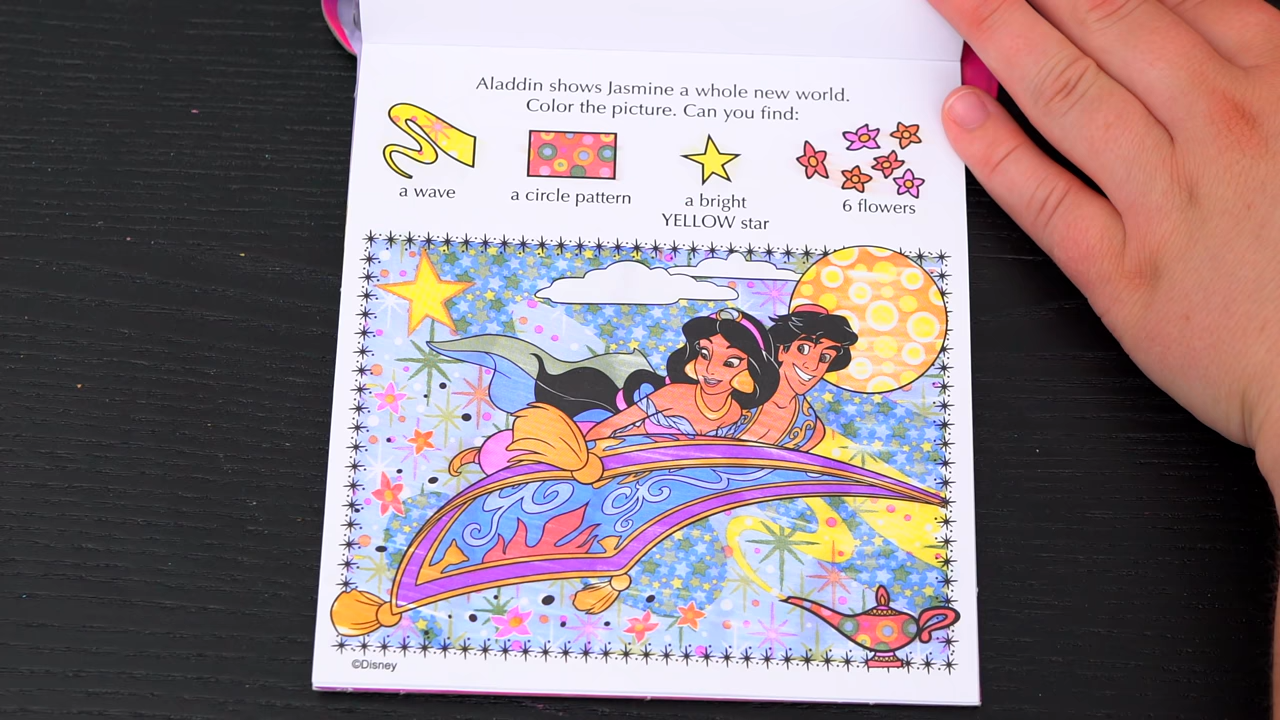 Aladdin shows Jasmine a whole new world.
Color the picture. Can you find:
a wave
a circle pattern
a bright
YELLOW star
6 flowers
©Disney